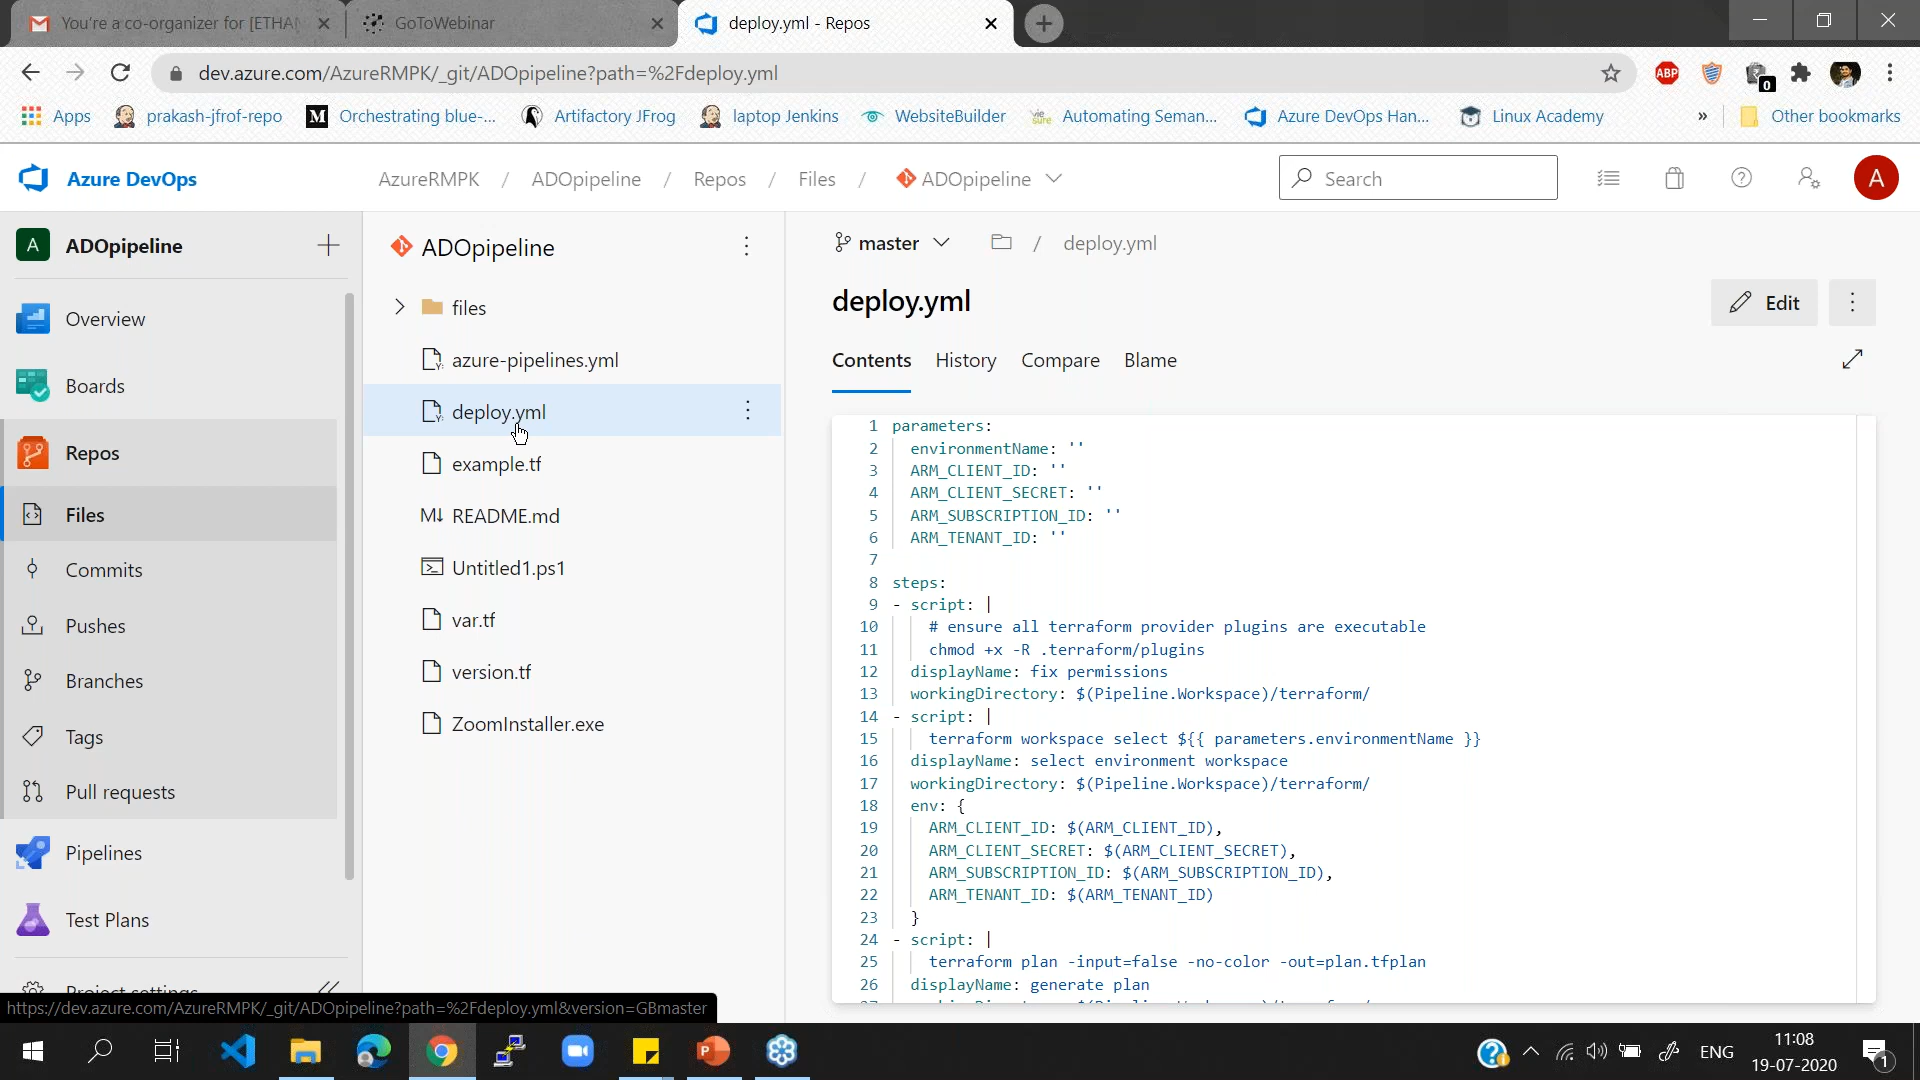 You're a co-organizer for [ETHAN
GoToWebinar
deploy.yml - Repos
dev.azure.com/AzureRMPK/_git/ADOpipeline?path=%2Fdeploy.yml
ABP
0
Apps
prakash-jfrof-repo
M
Orchestrating blue-...
Artifactory JFrog
laptop Jenkins
WebsiteBuilder
Automating Seman...
Azure DevOps Han...
Linux Academy
»
Other bookmarks
Azure DevOps
AzureRMPK / ADOpipeline / Repos / Files / ADOpipeline
Search
A
A
ADOpipeline
Overview
Boards
Repos
Files
Commits
Pushes
Branches
Tags
Pull requests
Pipelines
Test Plans
Project settings
ADOpipeline
files
azure-pipelines.yml
deploy.yml
example.tf
M↓ README.md
Untitled1.ps1
var.tf
version.tf
ZoomInstaller.exe
master / deploy.yml
deploy.yml
Edit
Contents History Compare Blame
1 parameters:
2 environmentName: ''
3 ARM_CLIENT_ID: ''
4 ARM_CLIENT_SECRET: ''
5 ARM_SUBSCRIPTION_ID: ''
6 ARM_TENANT_ID: ''
7
8 steps:
9 - script: |
10 # ensure all terraform provider plugins are executable
11 chmod +x -R .terraform/plugins
12 displayName: fix permissions
13 workingDirectory: $(Pipeline.Workspace)/terraform/
14 - script: |
15 terraform workspace select ${{ parameters.environmentName }}
16 displayName: select environment workspace
17 workingDirectory: $(Pipeline.Workspace)/terraform/
18 env: {
19 ARM_CLIENT_ID: $(ARM_CLIENT_ID),
20 ARM_CLIENT_SECRET: $(ARM_CLIENT_SECRET),
21 ARM_SUBSCRIPTION_ID: $(ARM_SUBSCRIPTION_ID),
22 ARM_TENANT_ID: $(ARM_TENANT_ID)
23 }
24 - script: |
25 terraform plan -input=false -no-color -out=plan.tfplan
26 displayName: generate plan
https://dev.azure.com/AzureRMPK/_git/ADOpipeline?path=%2Fdeploy.yml&version=GBmaster
ENG
11:08
19-07-2020
1